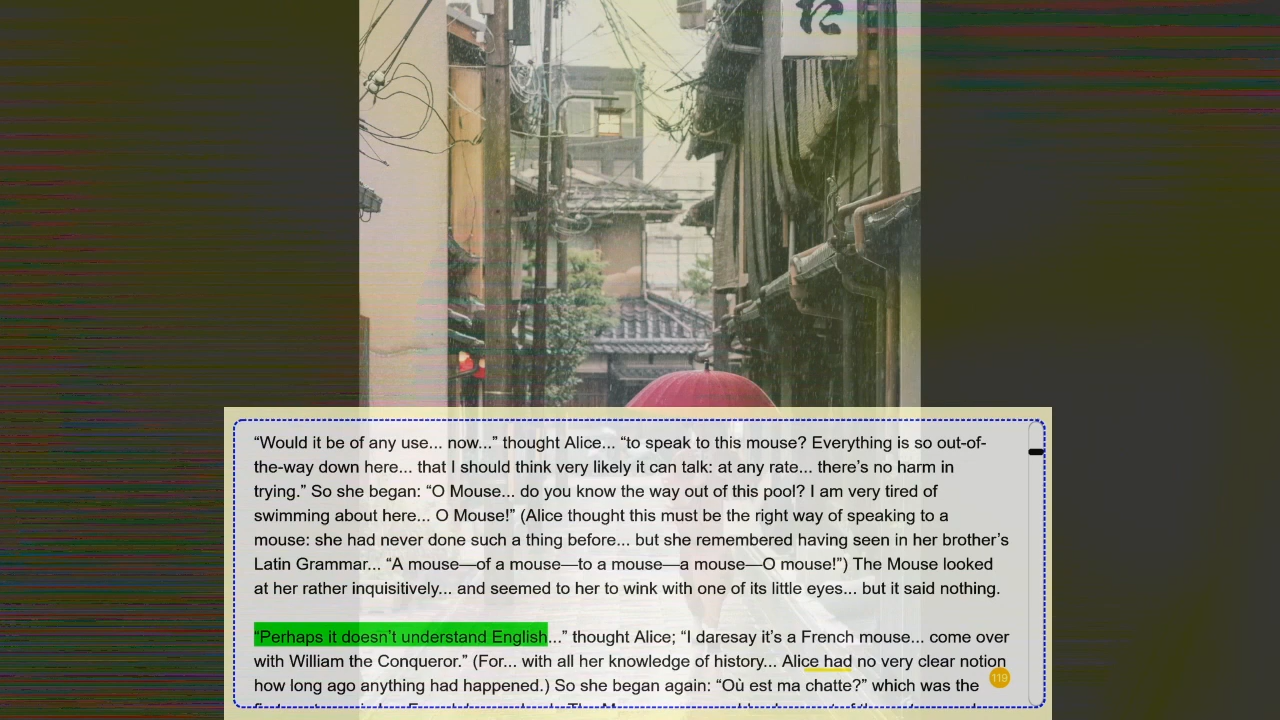 た
“Would it be of any use... now...” thought Alice... “to speak to this mouse? Everything is so out-of-
the-way down here... that I should think very likely it can talk: at any rate... there’s no harm in
trying.” So she began: “O Mouse... do you know the way out of this pool? I am very tired of
swimming about here... O Mouse!” (Alice thought this must be the right way of speaking to a
mouse: she had never done such a thing before... but she remembered having seen in her brother’s
Latin Grammar... “A mouse—of a mouse—to a mouse—a mouse—O mouse!”) The Mouse looked
at her rather inquisitively... and seemed to her to wink with one of its little eyes... but it said nothing.
“Perhaps it doesn’t understand English...” thought Alice; “I daresay it’s a French mouse... come over
with William the Conqueror.” (For... with all her knowledge of history... Alice had no very clear notion
how long ago anything had happened.) So she began again: “Où est ma chatte?” which was the
119